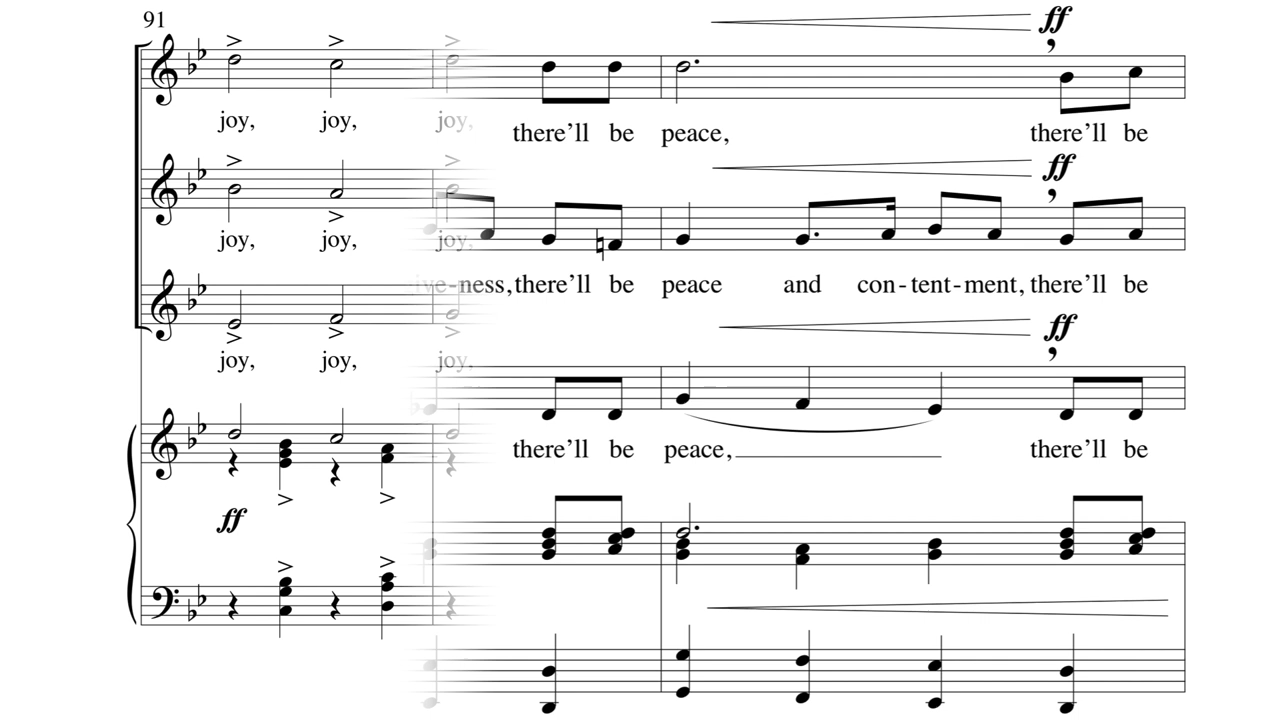 91
ff
joy, joy, joy, there'll be peace, there'll be
ff
joy, joy, joy,
ive-ness, there'll be peace and con-tent-ment, there'll be
ff
joy, joy, joy,
there'll be peace, there'll be
ff